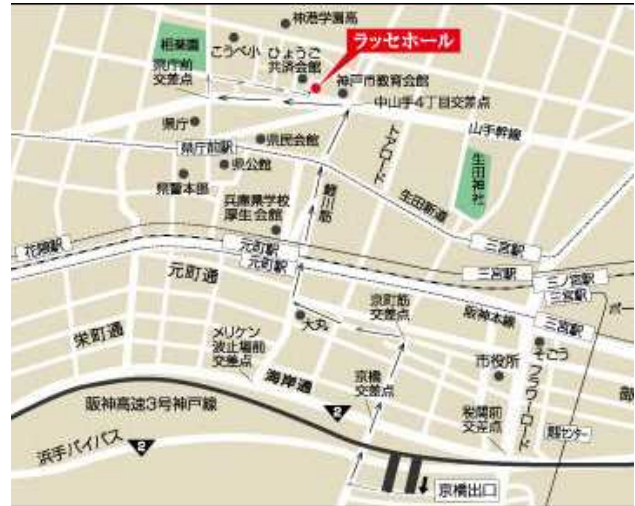 神港学園高
相楽園
こうべ小
ひょうご
共済会館
ラッセホール
県庁前
交差点
神戸市教育会館
中山手4丁目交差点
県庁
県民会館
山手幹線
県庁前駅
県公館
トアロード
生田神社
県警本部
兵庫県学校
厚生会館
鯉川筋
生田新道
花隈駅
元町駅
元町駅
三宮駅
三宮駅
三ノ宮駅
三宮駅
元町通
京町筋
交差点
阪神本線
三宮駅
ポー
栄町通
メリケン
波止場前
交差点
大丸
そごう
市役所
海岸通
京橋
交差点
フラワーロード
税関前
交差点
阪神高速3号神戸線
2
浜手バイパス
2
京橋出口